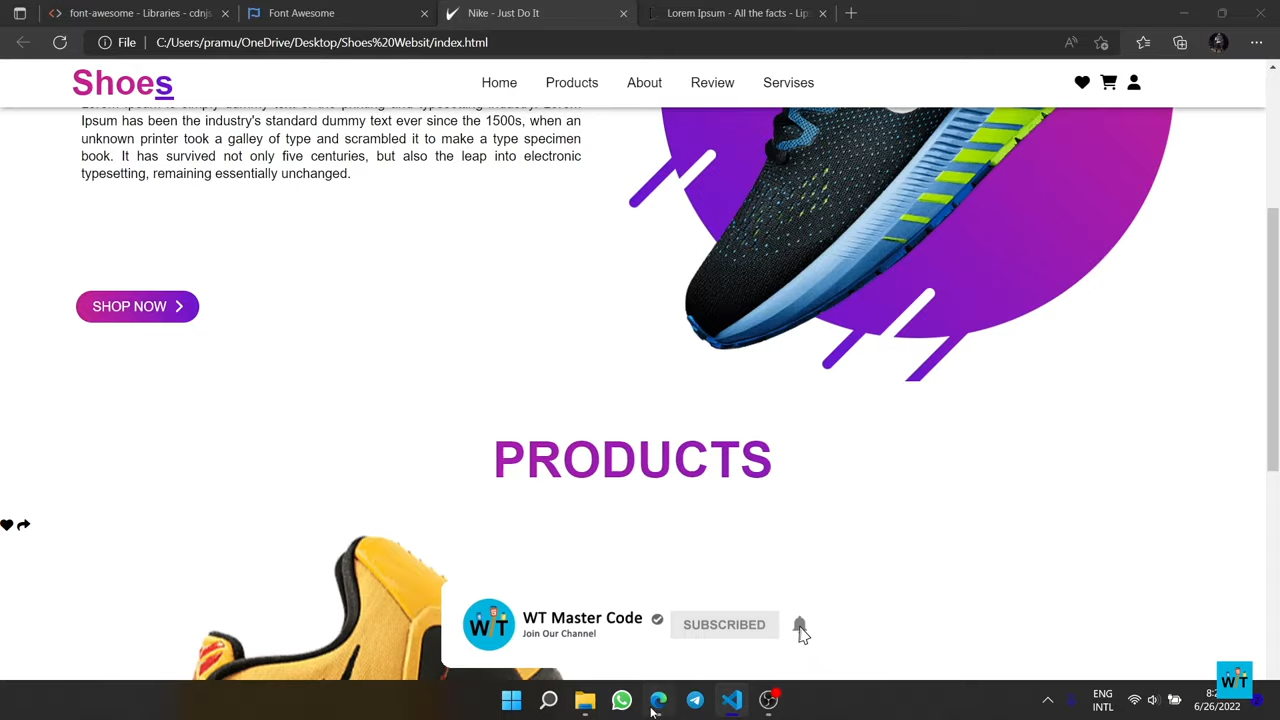 font-awesome - Libraries - cdnjs
Font Awesome
Nike - Just Do It
Lorem Ipsum - All the facts - Lip
File
C:/Users/pramu/OneDrive/Desktop/Shoes%20Websit/index.html
Shoes
Home
Products
About
Review
Servises
Ipsum has been the industry's standard dummy text ever since the 1500s, when an
unknown printer took a galley of type and scrambled it to make a type specimen
book. It has survived not only five centuries, but also the leap into electronic
typesetting, remaining essentially unchanged.
SHOP NOW
PRODUCTS
WT Master Code
Join Our Channel
SUBSCRIBED
WT
ENG
INTL
6/26/2022
WT